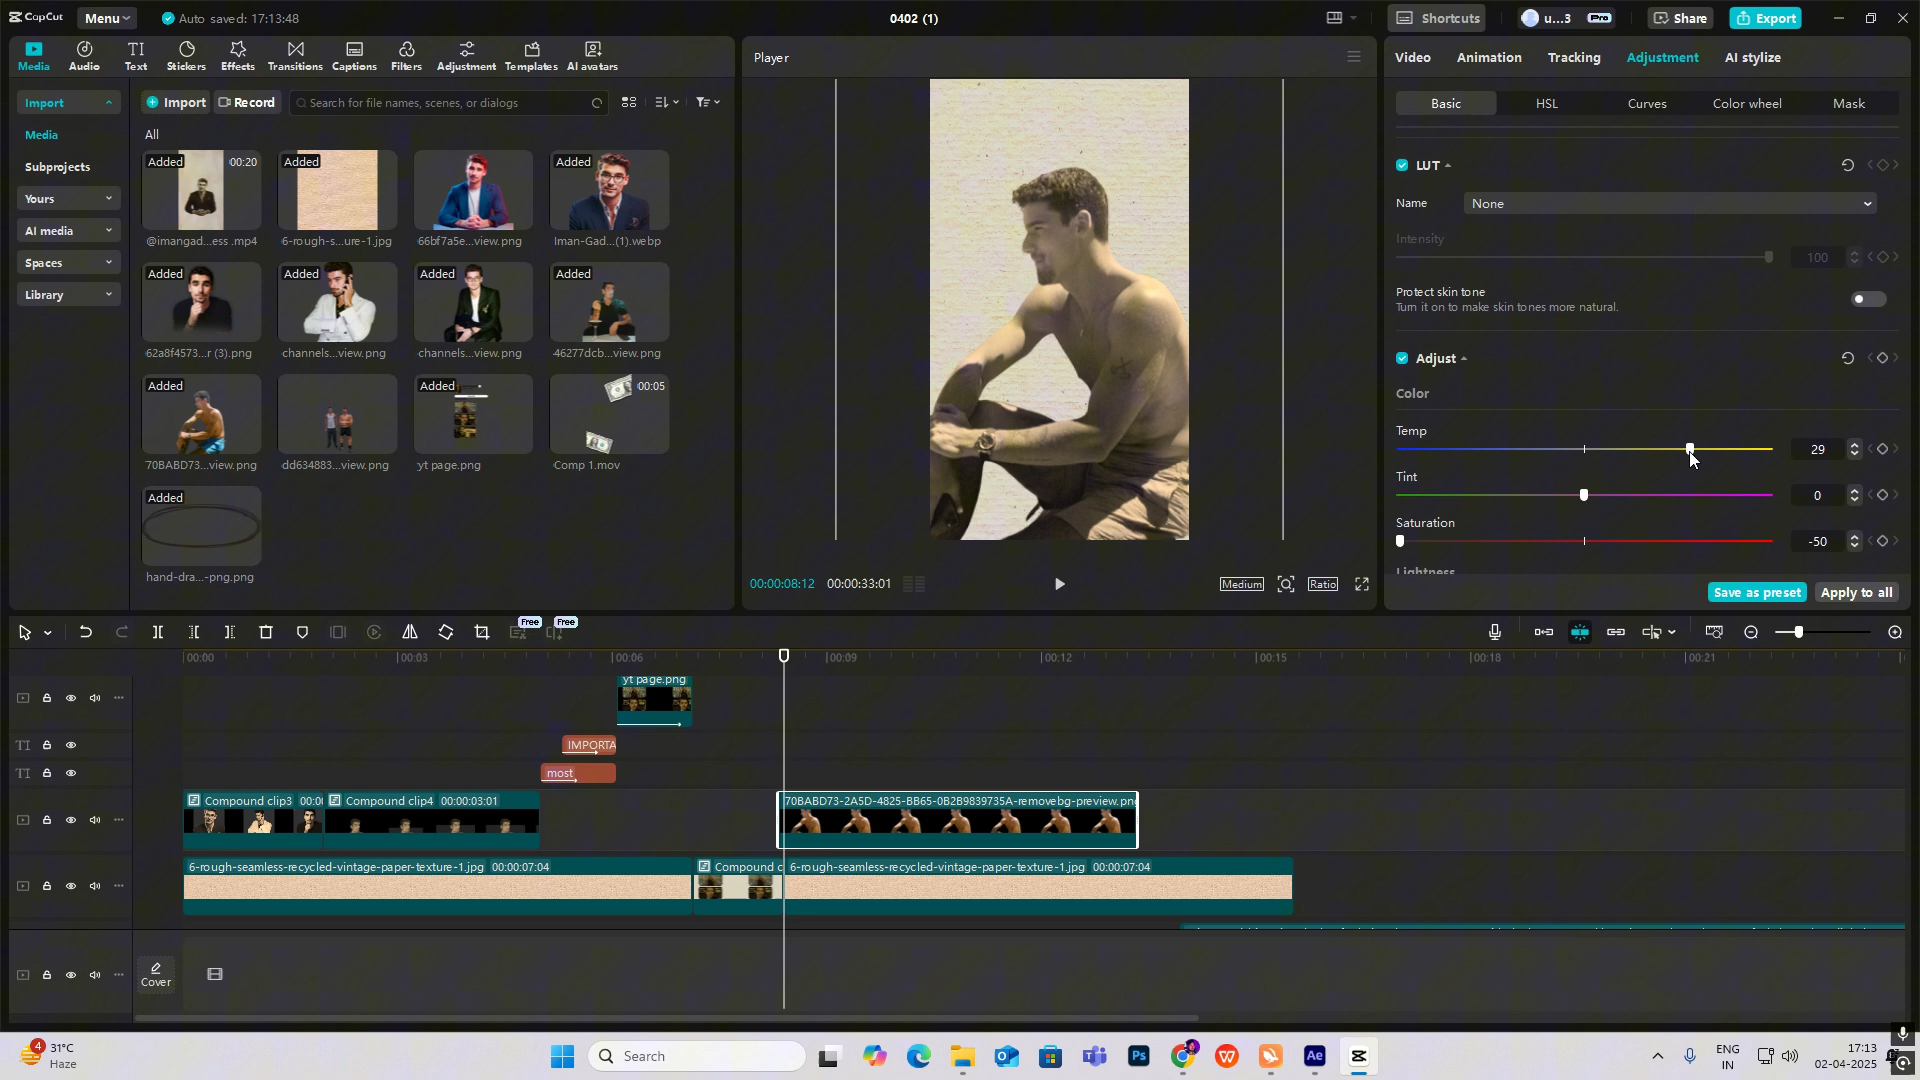 CapCut
Menu
Auto saved: 17:13:48
0402 (1)
Shortcuts
u...3
Pro
Share
Export
Media
Audio
Text
Stickers
Effects
Transitions
Captions
Filters
Adjustment
Templates
AI avatars
Import
Media
Subprojects
Yours
AI media
Spaces
Library
Import
Record
Search for file names, scenes, or dialogs
All
Added
00:20
Added
Added
@imangad...ess .mp4
6-rough-s...ure-1.jpg
66bf7a5e...view.png
Iman-Gad...(1).webp
Added
Added
Added
Added
62a8f4573...r (3).png
channels...view.png
channels...view.png
46277dcb...view.png
Added
Added
00:05
70BABD73...view.png
dd634883...view.png
yt page.png
Comp 1.mov
Added
hand-dra...-png.png
Player
00:00:08:12
00:00:33:01
Medium
Ratio
Video
Animation
Tracking
Adjustment
AI stylize
Basic
HSL
Curves
Color wheel
Mask
LUT
Name
None
Intensity
100
Protect skin tone
Turn it on to make skin tones more natural.
Adjust
Color
Temp
29
Tint
0
Saturation
-50
Lightness
Save as preset
Apply to all
Free
Free
00:00
00:03
00:06
00:09
00:12
00:15
00:18
00:21
yt page.png
TI
IMPORTA
TI
most
Compound clip3 00:0
Compound clip4 00:00:03:01
70BABD73-2A5D-4825-BB65-0B2B9839735A-removebg-preview.png
6-rough-seamless-recycled-vintage-paper-texture-1.jpg 00:00:07:04
Compound c
6-rough-seamless-recycled-vintage-paper-texture-1.jpg 00:00:07:04
Cover
4
31°C
Haze
Search
Ps
Ae
ENG
IN
17:13
02-04-2025